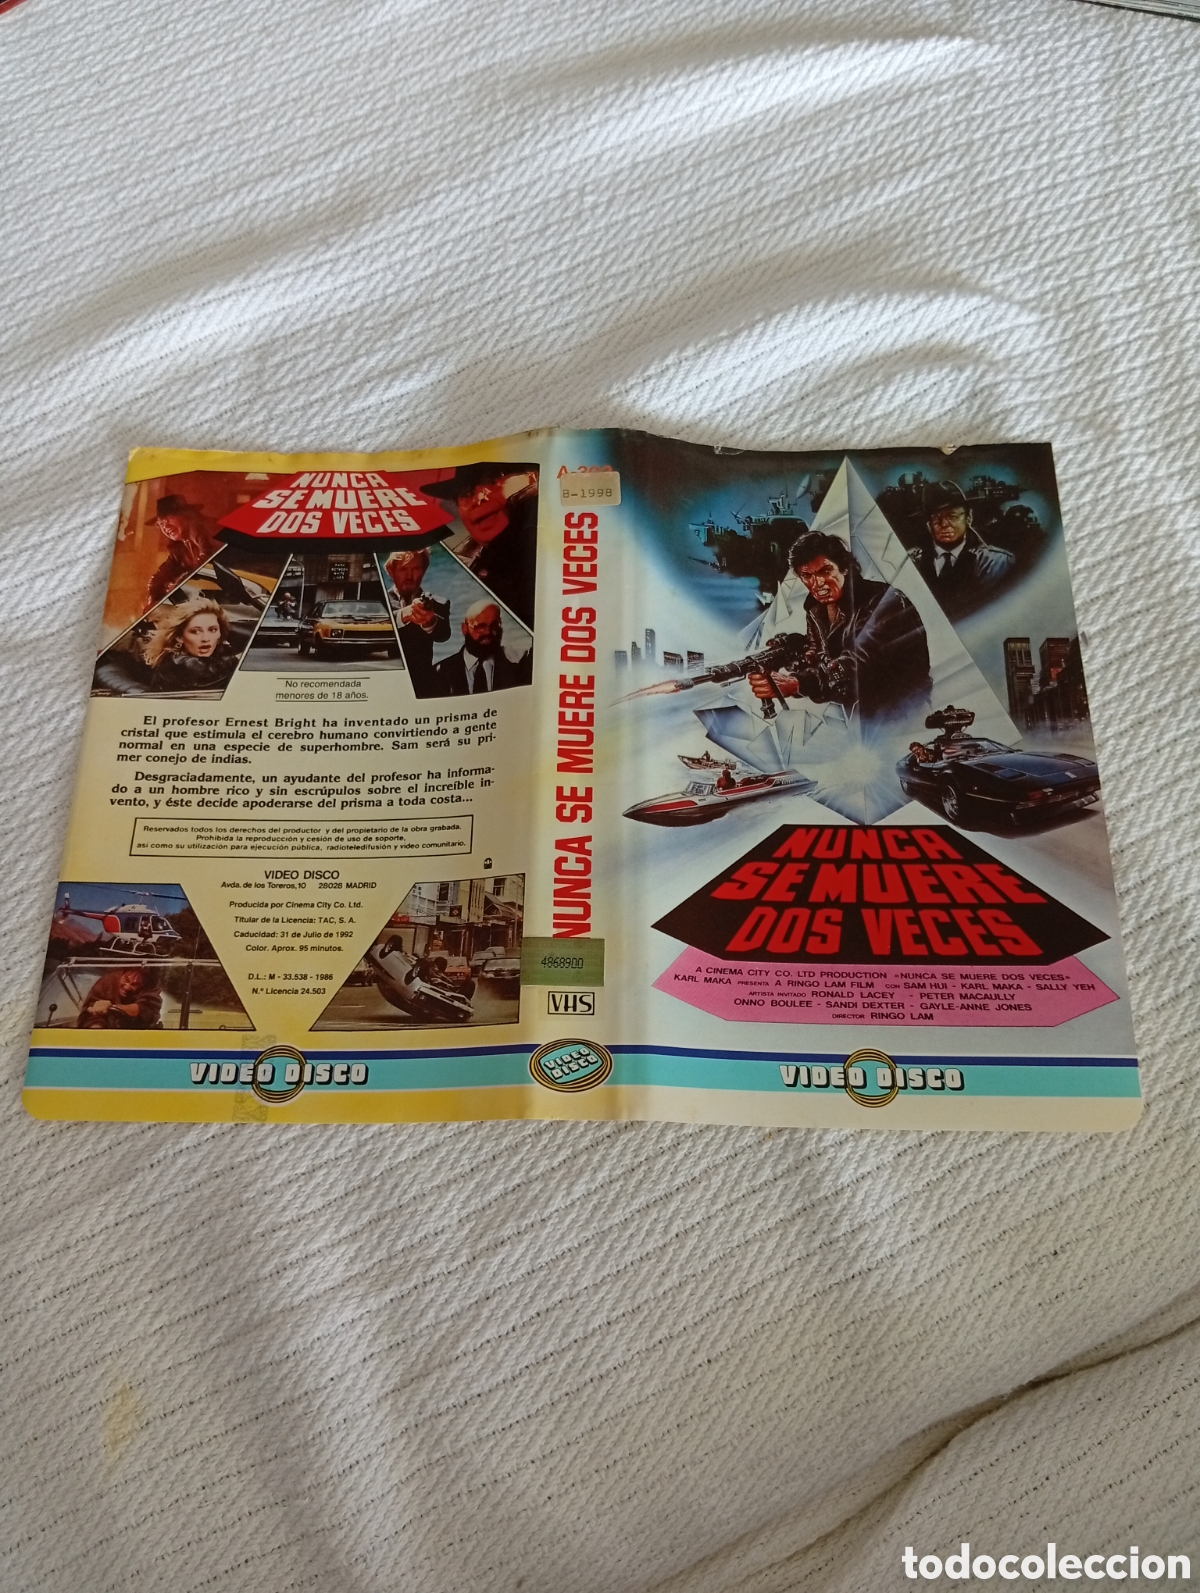 NUNCA
SE MUERE
DOS VECES
No recomendada
menores de 18 años.
El profesor Ernest Bright ha inventado un prisma de
cristal que estimula el cerebro humano convirtiendo a gente
normal en una especie de superhombre. Sam será su pri-
mer conejo de indias.
Desgraciadamente, un ayudante del profesor ha informa-
do a un hombre rico y sin escrúpulos sobre el increíble in-
vento, y éste decide apoderarse del prisma a toda costa...
Reservados todos los derechos del productor y del propietario de la obra grabada.
Prohibida la reproducción y cesión de uso de soporte,
así como su utilización para ejecución pública, radioteledifusión y vídeo comunitario.
VIDEO DISCO
Avda. de los Toreros, 10 28028 MADRID
Producida por Cinema City Co. Ltd.
Titular de la Licencia: TAC, S. A.
Caducidad: 31 de Julio de 1992
Color. Aprox. 95 minutos.
D.L.: M - 33.538 - 1986
N.º Licencia 24.503
VIDEO DISCO
B-1998
NUNCA SE MUERE DOS VECES
4868900
VHS
VIDEO
DISCO
NUNCA
SE MUERE
DOS VECES
A CINEMA CITY CO. LTD PRODUCTION «NUNCA SE MUERE DOS VECES»
KARL MAKA PRESENTA A RINGO LAM FILM CON SAM HUI - KARL MAKA - SALLY YEH
ARTISTA INVITADO RONALD LACEY - PETER MACAULLY
ONNO BOULEE - SANDI DEXTER - GAYLE-ANNE JONES
DIRECTOR RINGO LAM
VIDEO DISCO
todocoleccion